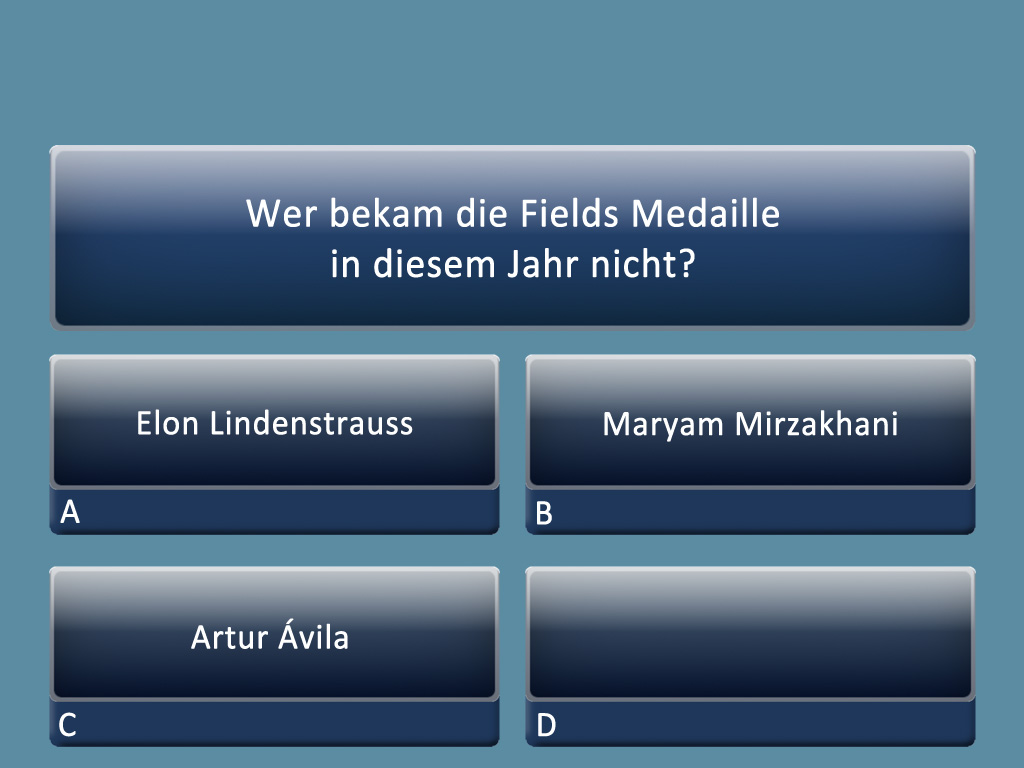 Wer bekam die Fields Medaille
in diesem Jahr nicht?
Elon Lindenstrauss
A
Maryam Mirzakhani
B
Artur Ávila
C
D